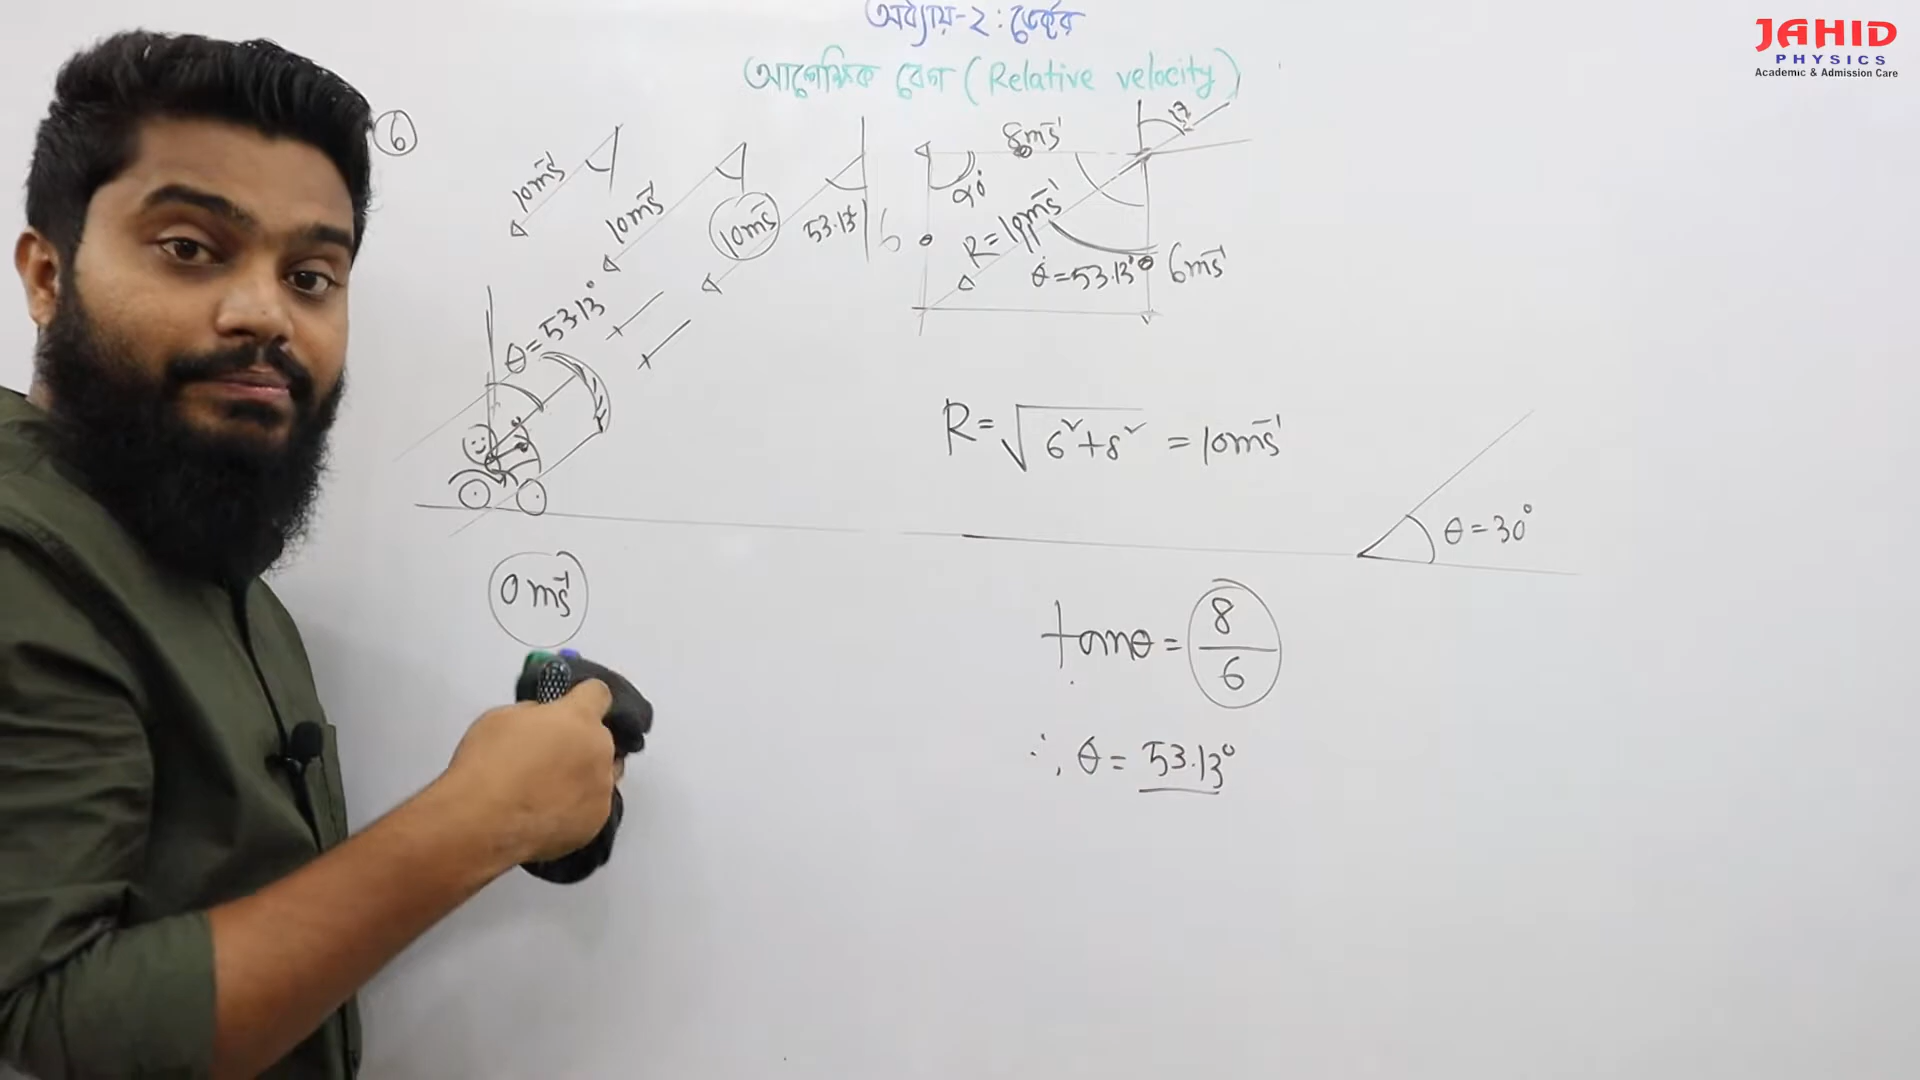 অধ্যায়-২ : ভেক্টর
আপেক্ষিক বেগ (Relative velocity)
JAHID
PHYSICS
Academic & Admission Care
6
10ms⁻¹
10ms⁻¹
10ms⁻¹
53.13°
6
8ms⁻¹
90°
R=10ms⁻¹
θ=53.13°
6ms⁻¹
θ=53.13°
R=√6²+8² = 10ms⁻¹
θ=30°
0 ms⁻¹
tanθ = 8/6
∴ θ = 53.13°